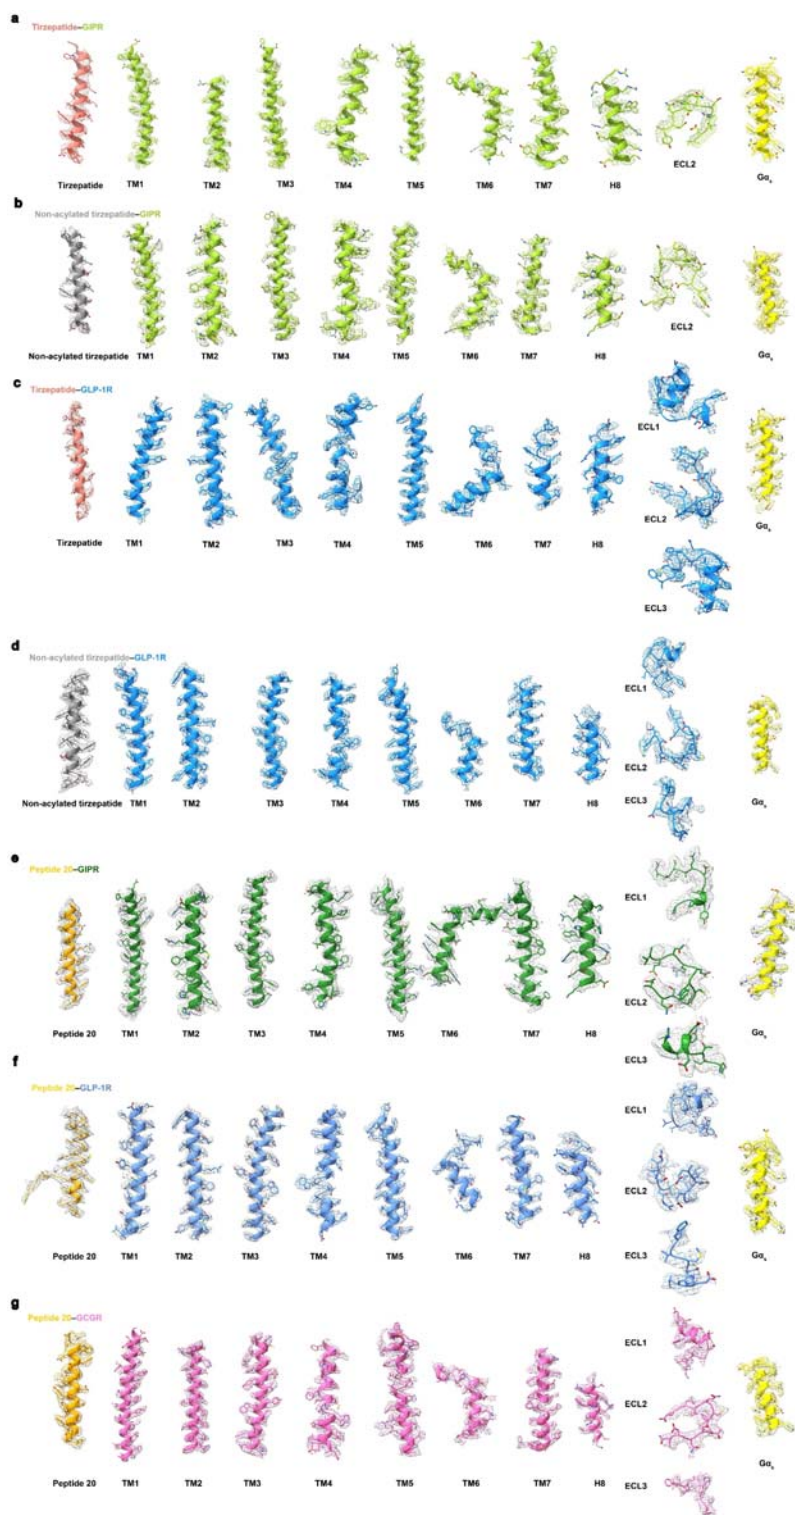 a
Tirzepatide–GIPR
Tirzepatide TM1 TM2 TM3 TM4 TM5 TM6 TM7 H8 ECL2 Gαs
b
Non-acylated tirzepatide–GIPR
Non-acylated tirzepatide TM1 TM2 TM3 TM4 TM5 TM6 TM7 H8 ECL2 Gαs
c
Tirzepatide–GLP-1R
ECL1
ECL2
Tirzepatide TM1 TM2 TM3 TM4 TM5 TM6 TM7 H8 Gαs
ECL3
d
Non-acylated tirzepatide–GLP-1R
ECL1
ECL2
ECL3
Non-acylated tirzepatide TM1 TM2 TM3 TM4 TM5 TM6 TM7 H8 Gαs
e
Peptide 20–GIPR
ECL1
ECL2
Peptide 20 TM1 TM2 TM3 TM4 TM5 TM6 TM7 H8 Gαs
ECL3
f
Peptide 20–GLP-1R
ECL1
ECL2
ECL3
Peptide 20 TM1 TM2 TM3 TM4 TM5 TM6 TM7 H8 Gαs
g
Peptide 20–GCGR
ECL1
ECL2
Peptide 20 TM1 TM2 TM3 TM4 TM5 TM6 TM7 H8 Gαs
ECL3